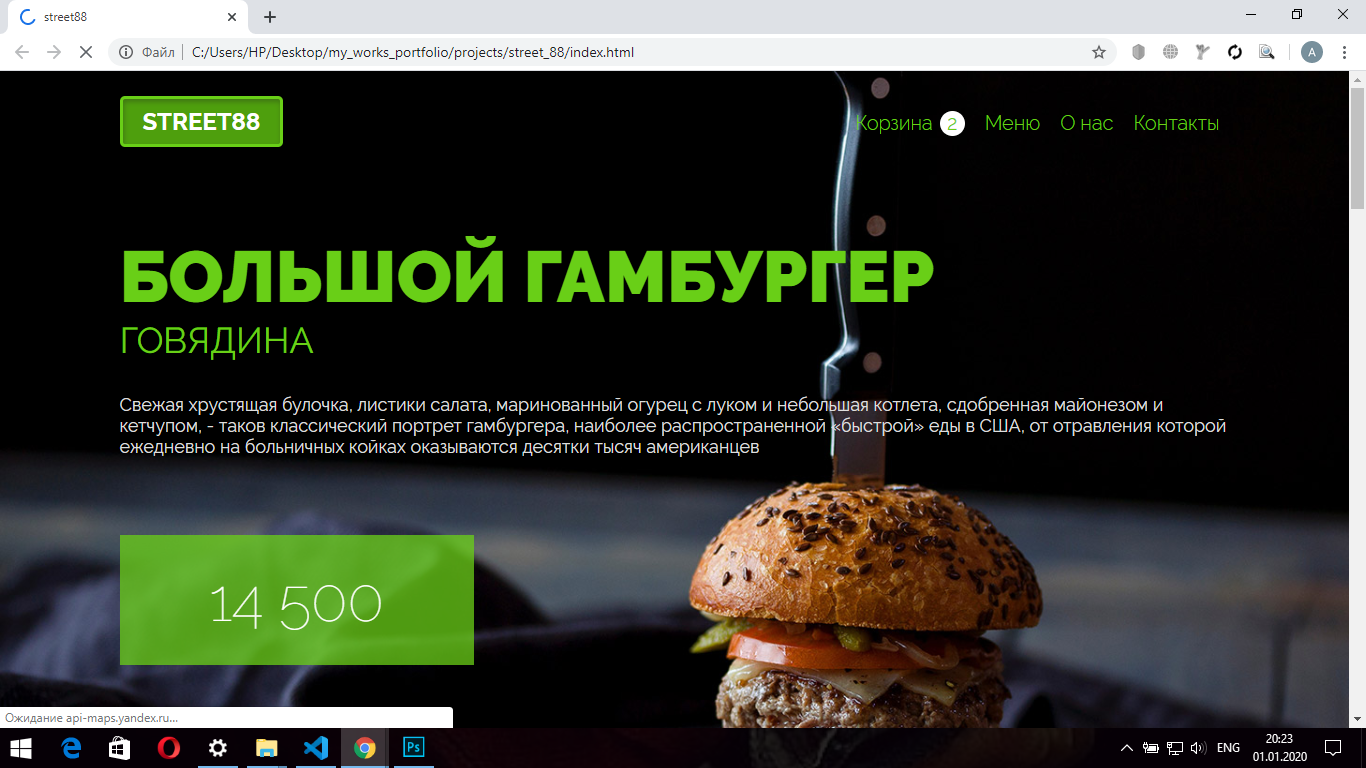 street88
Файл
C:/Users/HP/Desktop/my_works_portfolio/projects/street_88/index.html
A
STREET88
Корзина 2 Меню О нас Контакты
БОЛЬШОЙ ГАМБУРГЕР
ГОВЯДИНА
Свежая хрустящая булочка, листики салата, маринованный огурец с луком и небольшая котлета, сдобренная майонезом и
кетчупом, - таков классический портрет гамбургера, наиболее распространенной «быстрой» еды в США, от отравления которой
ежедневно на больничных койках оказываются десятки тысяч американцев
14 500
Ожидание api-maps.yandex.ru...
Ps
ENG
20:23
01.01.2020